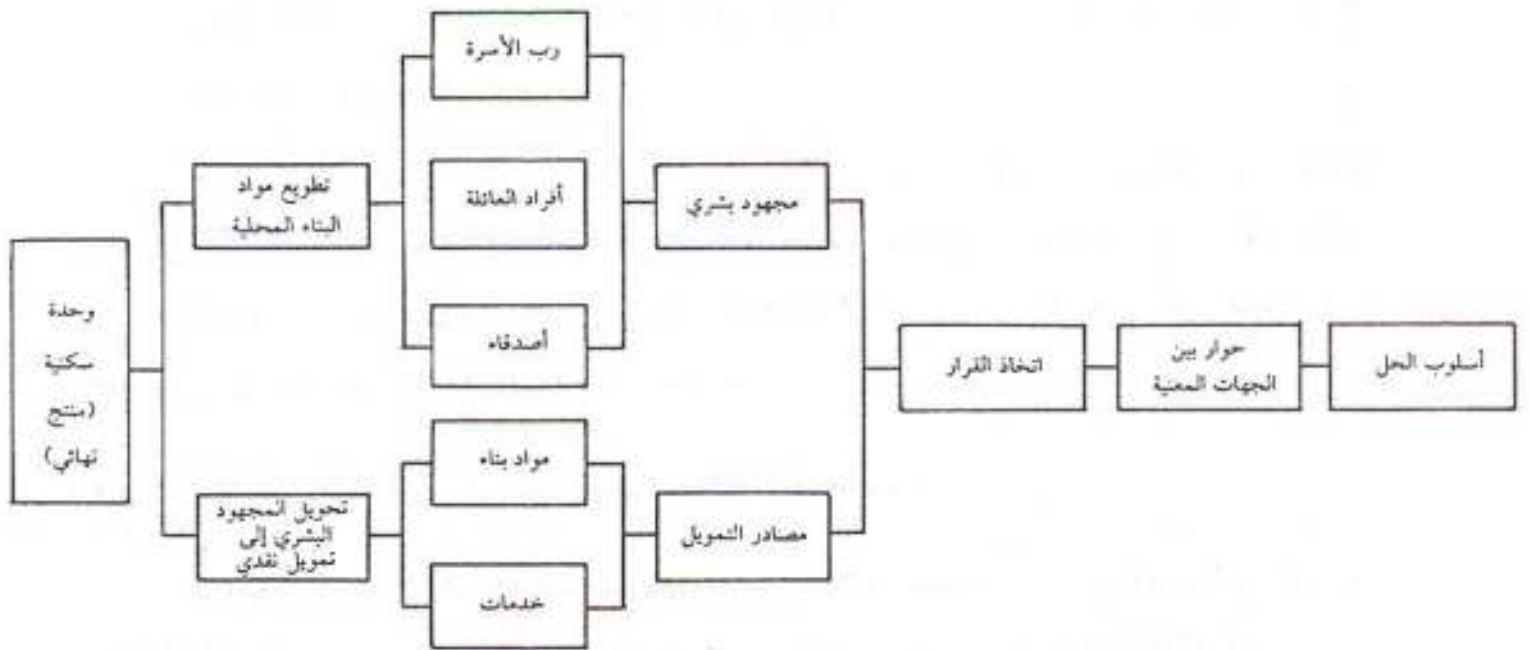 أسلوب الحل
حوار بين
الجهات المعنية
اتخاذ القرار
مجهود بشري
رب الأسرة
أفراد العائلة
أصدقاء
تطويع مواد
البناء المحلية
مصادر التمويل
مواد بناء
خدمات
تحويل المجهود
البشري إلى
تمويل نقدي
وحدة
سكنية
(منتج
نهائي)